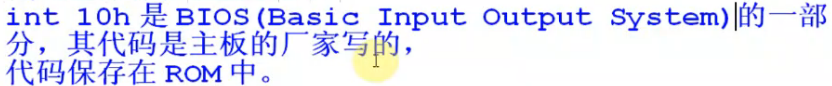 int 10h 是 BIOS(Basic Input Output System)的一部
分，其代码是主板的厂家写的，
代码保存在 ROM 中。